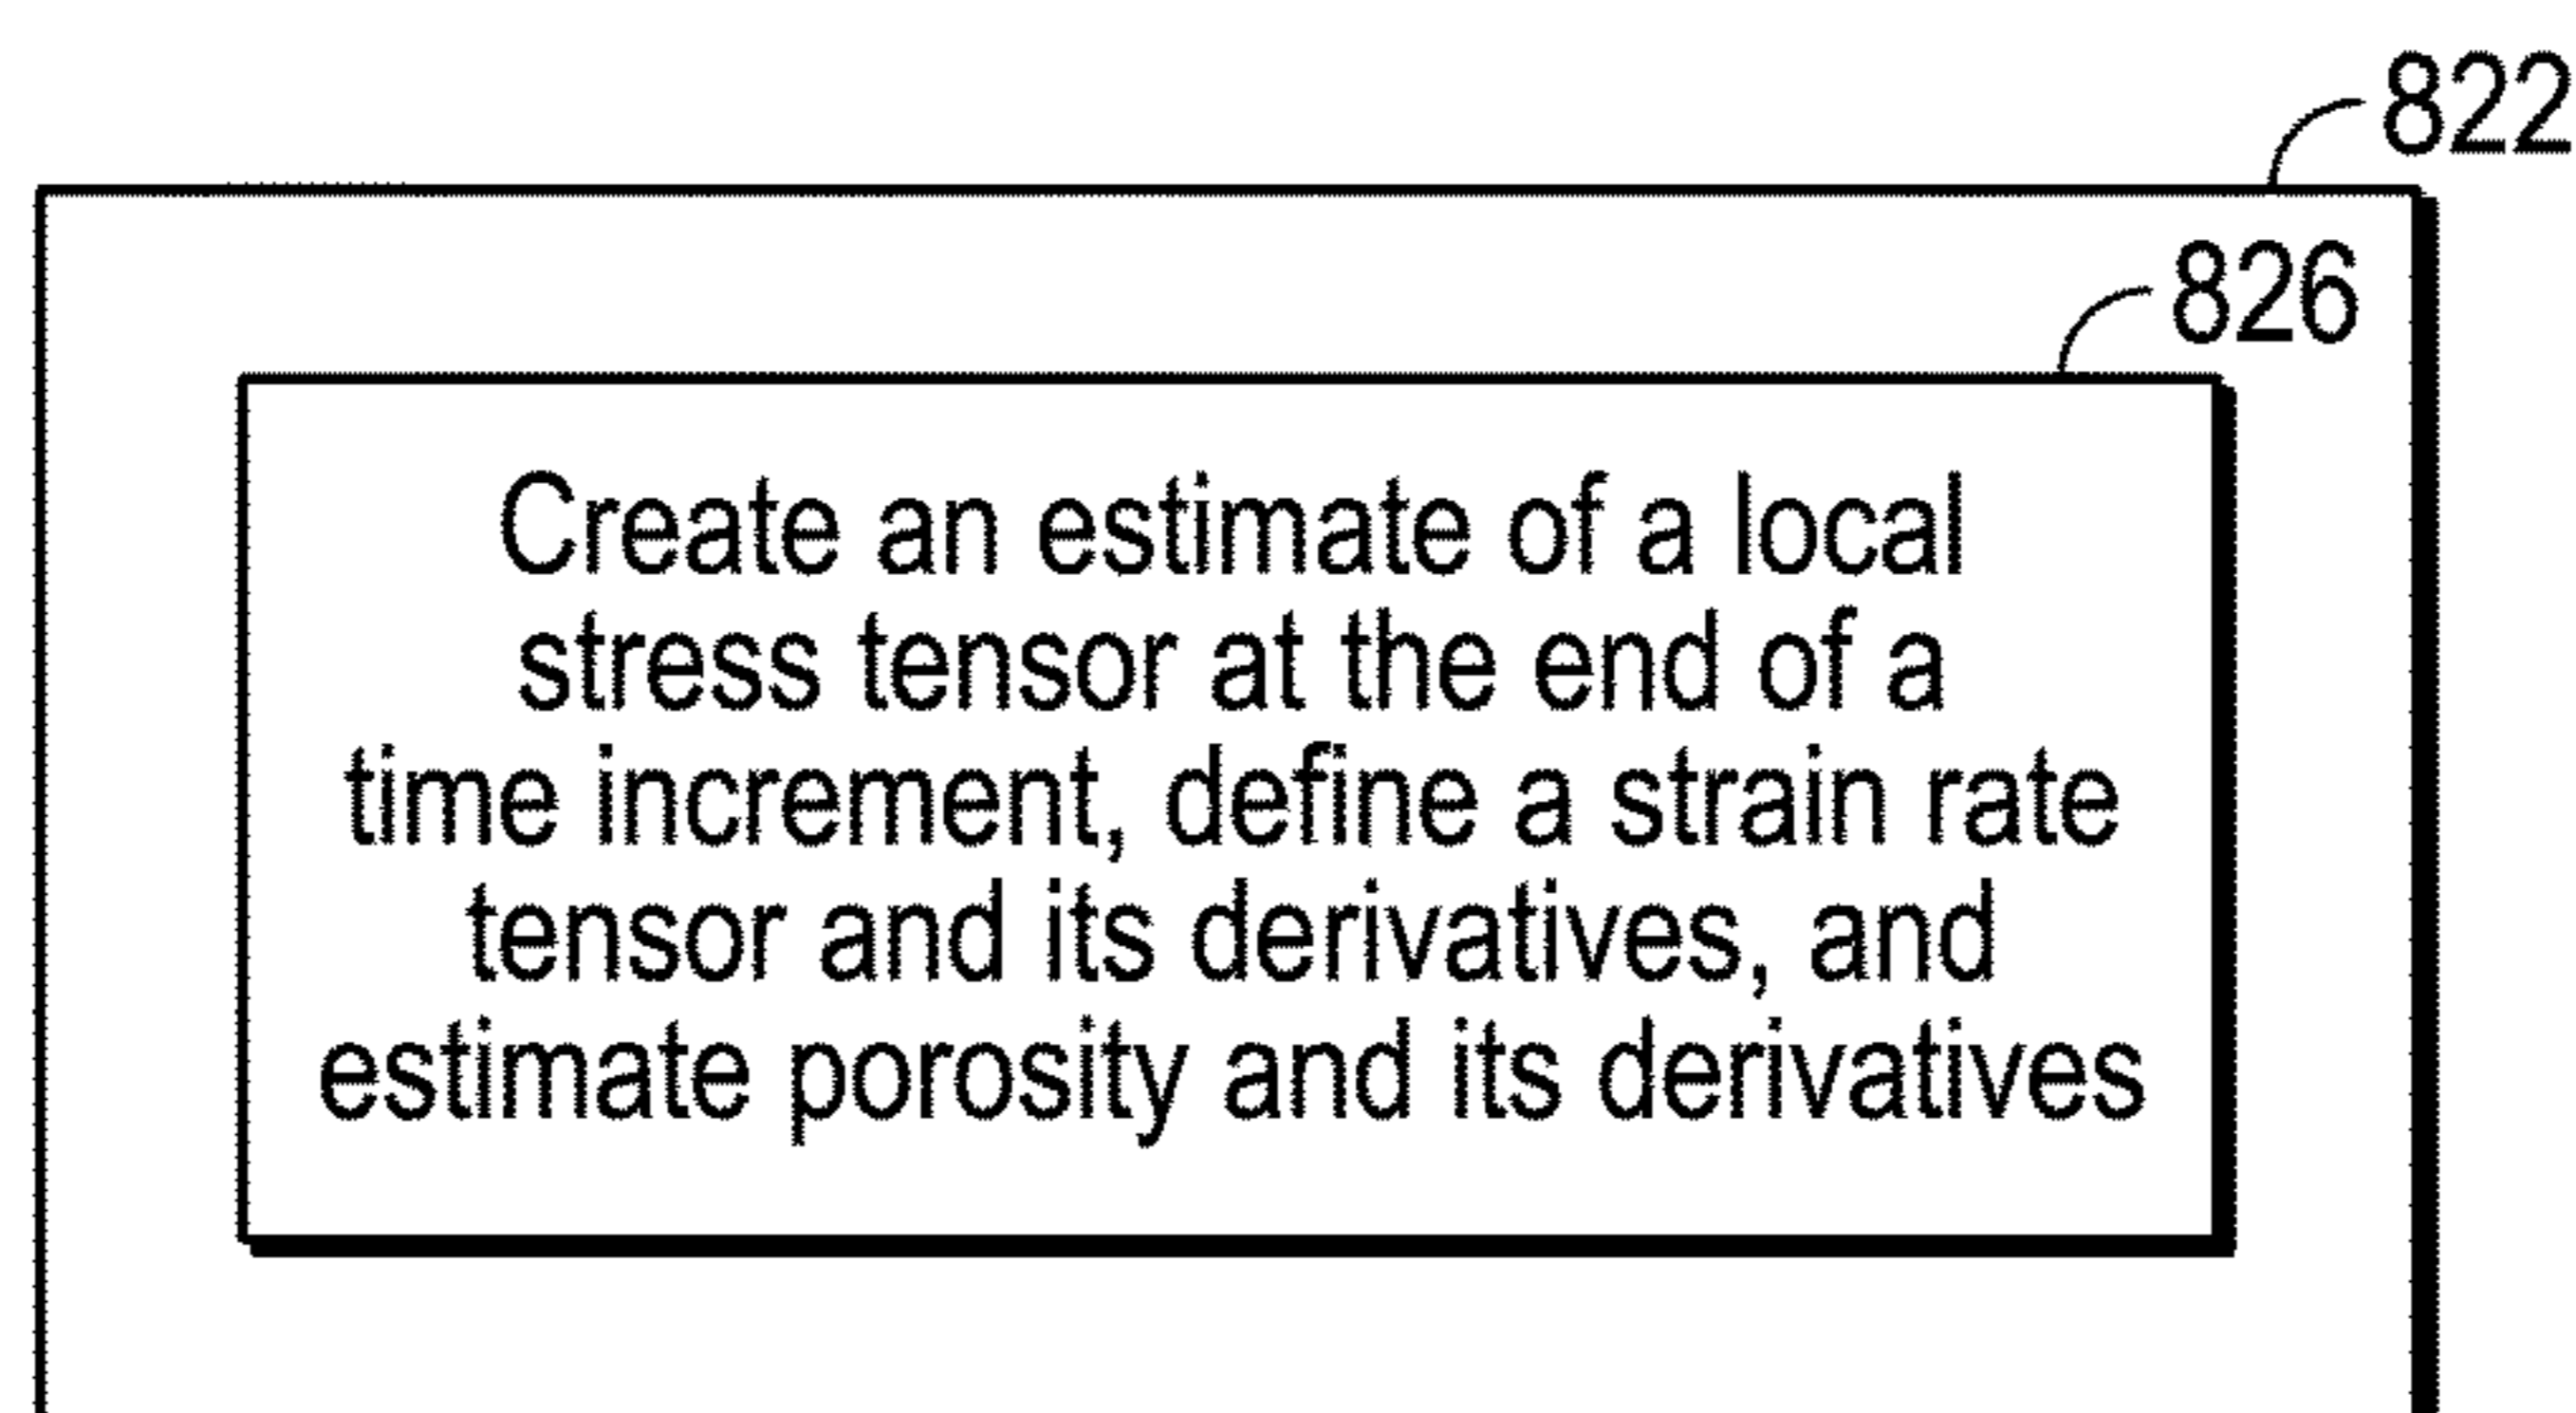 822
826
Create an estimate of a local
stress tensor at the end of a
time increment, define a strain rate
tensor and its derivatives, and
estimate porosity and its derivatives